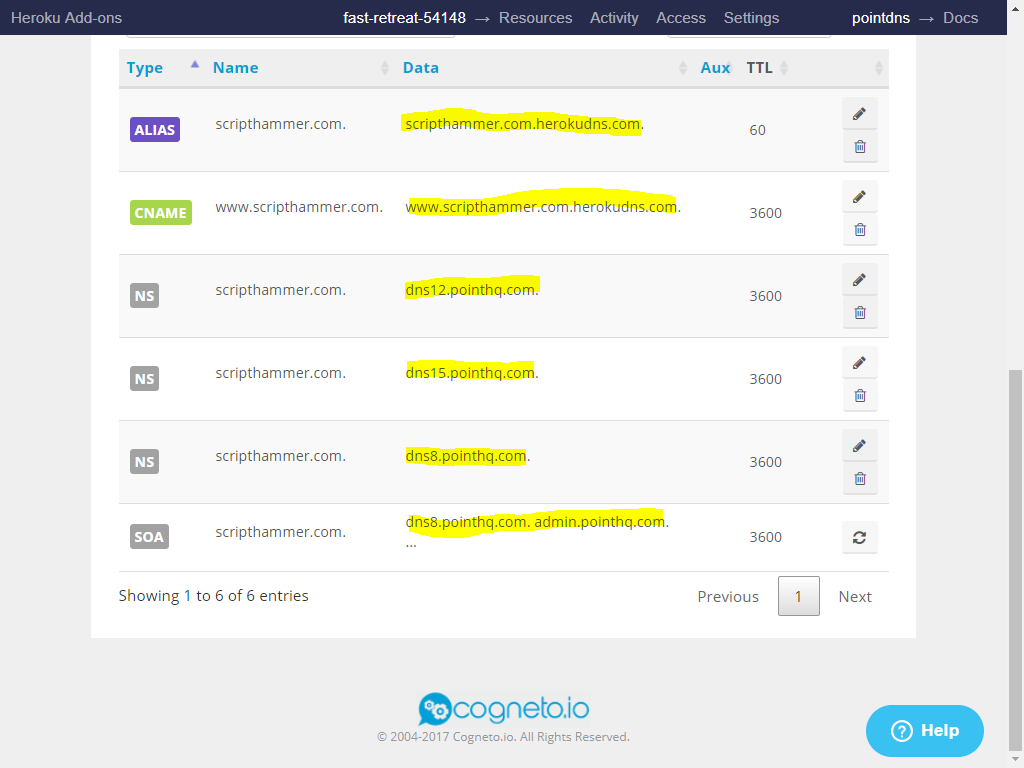 Heroku Add-ons fast-retreat-54148 → Resources Activity Access Settings pointdns → Docs
Type Name Data Aux TTL
ALIAS scripthammer.com. scripthammer.com.herokudns.com. 60
CNAME www.scripthammer.com. www.scripthammer.com.herokudns.com. 3600
NS scripthammer.com. dns12.pointhq.com. 3600
NS scripthammer.com. dns15.pointhq.com. 3600
NS scripthammer.com. dns8.pointhq.com. 3600
SOA scripthammer.com. dns8.pointhq.com. admin.pointhq.com. 3600
...
Showing 1 to 6 of 6 entries Previous 1 Next
cogneto.io
© 2004-2017 Cogneto.io. All Rights Reserved.
? Help